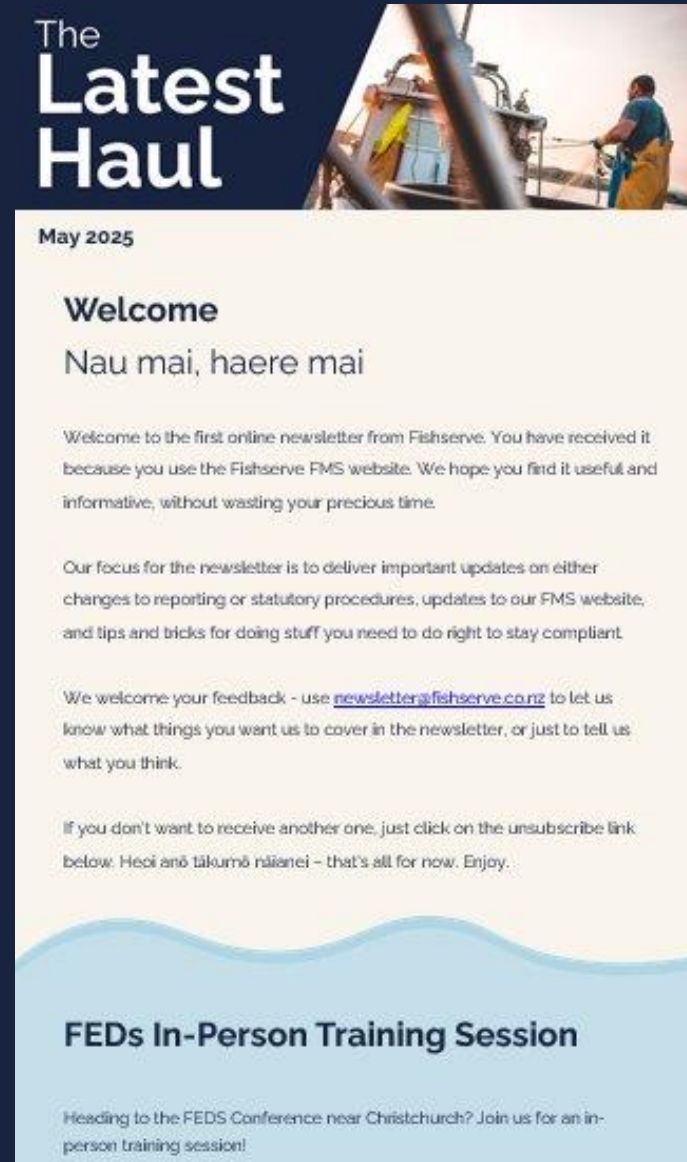 The
Latest
Haul
May 2025
Welcome
Nau mai, haere mai
Welcome to the first online newsletter from Fishserve. You have received it
because you use the Fishserve FMS website. We hope you find it useful and
informative, without wasting your precious time.
Our focus for the newsletter is to deliver important updates on either
changes to reporting or statutory procedures, updates to our FMS website,
and tips and tricks for doing stuff you need to do right to stay compliant.
We welcome your feedback - use newsletter@fishserve.co.nz to let us
know what things you want us to cover in the newsletter, or just to tell us
what you think.
If you don't want to receive another one, just click on the unsubscribe link
below. Heoi anō tākumō nāianei – that's all for now. Enjoy.
FEDs In-Person Training Session
Heading to the FEDS Conference near Christchurch? Join us for an in-
person training session!